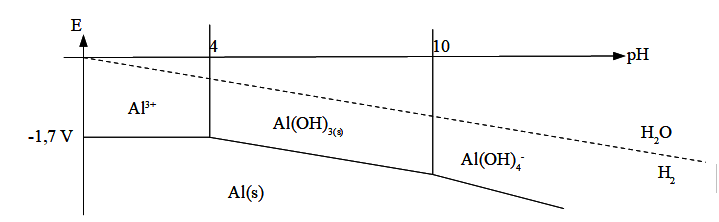 E
4
10
pH
Al³⁺
Al(OH)₃₍ₛ₎
-1,7 V
H₂O
Al(OH)₄⁻
H₂
Al(s)